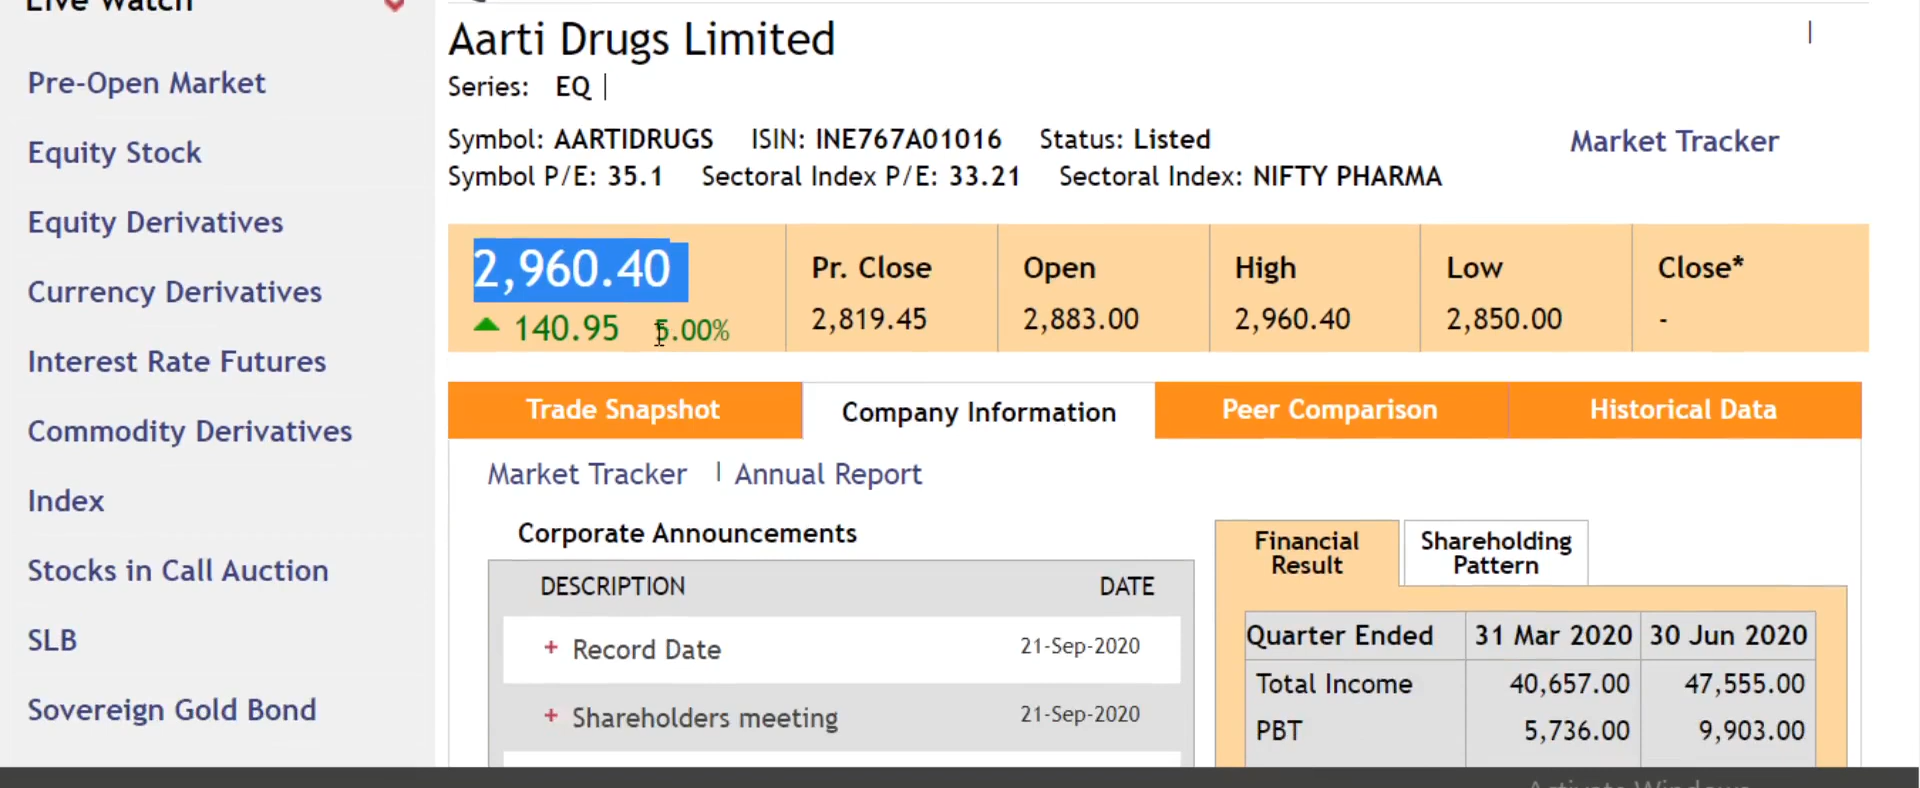 Live Watch
Pre-Open Market
Equity Stock
Equity Derivatives
Currency Derivatives
Interest Rate Futures
Commodity Derivatives
Index
Stocks in Call Auction
SLB
Sovereign Gold Bond
Aarti Drugs Limited |
Series: EQ |
Symbol: AARTIDRUGS ISIN: INE767A01016 Status: Listed
Symbol P/E: 35.1 Sectoral Index P/E: 33.21 Sectoral Index: NIFTY PHARMA
Market Tracker
2,960.40
140.95 5.00%
Pr. Close
2,819.45
Open
2,883.00
High
2,960.40
Low
2,850.00
Close*
-
Trade Snapshot Company Information Peer Comparison Historical Data
Market Tracker | Annual Report
Corporate Announcements
DESCRIPTION DATE
+ Record Date 21-Sep-2020
+ Shareholders meeting 21-Sep-2020
Financial
Result
Shareholding
Pattern
Quarter Ended 31 Mar 2020 30 Jun 2020
Total Income 40,657.00 47,555.00
PBT 5,736.00 9,903.00
Activate Windows